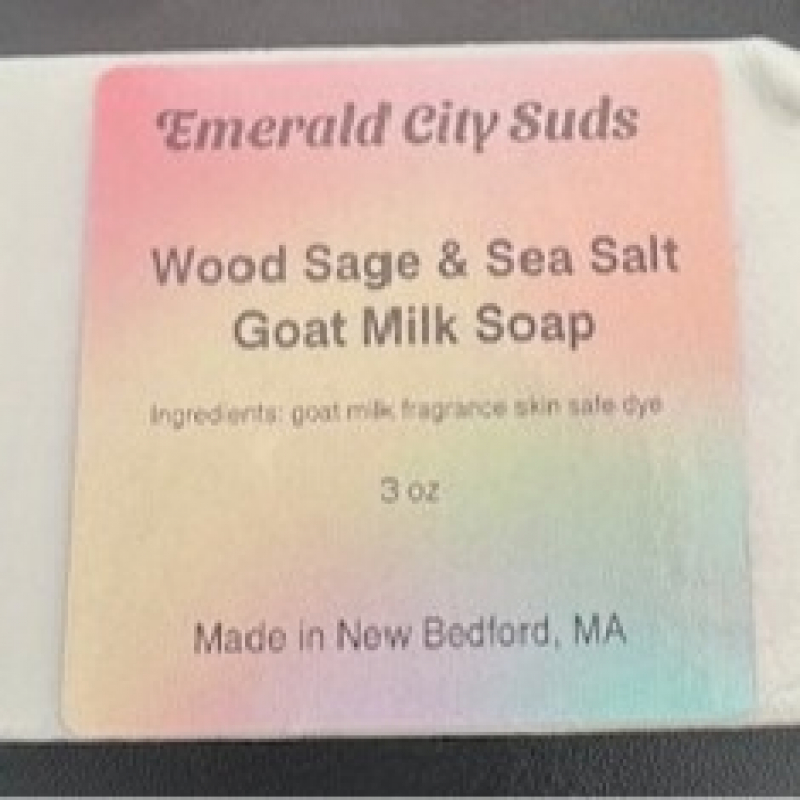 Emerald City Suds
Wood Sage & Sea Salt
Goat Milk Soap
Ingredients: goat milk, fragrance skin safe dye
3 oz
Made in New Bedford, MA